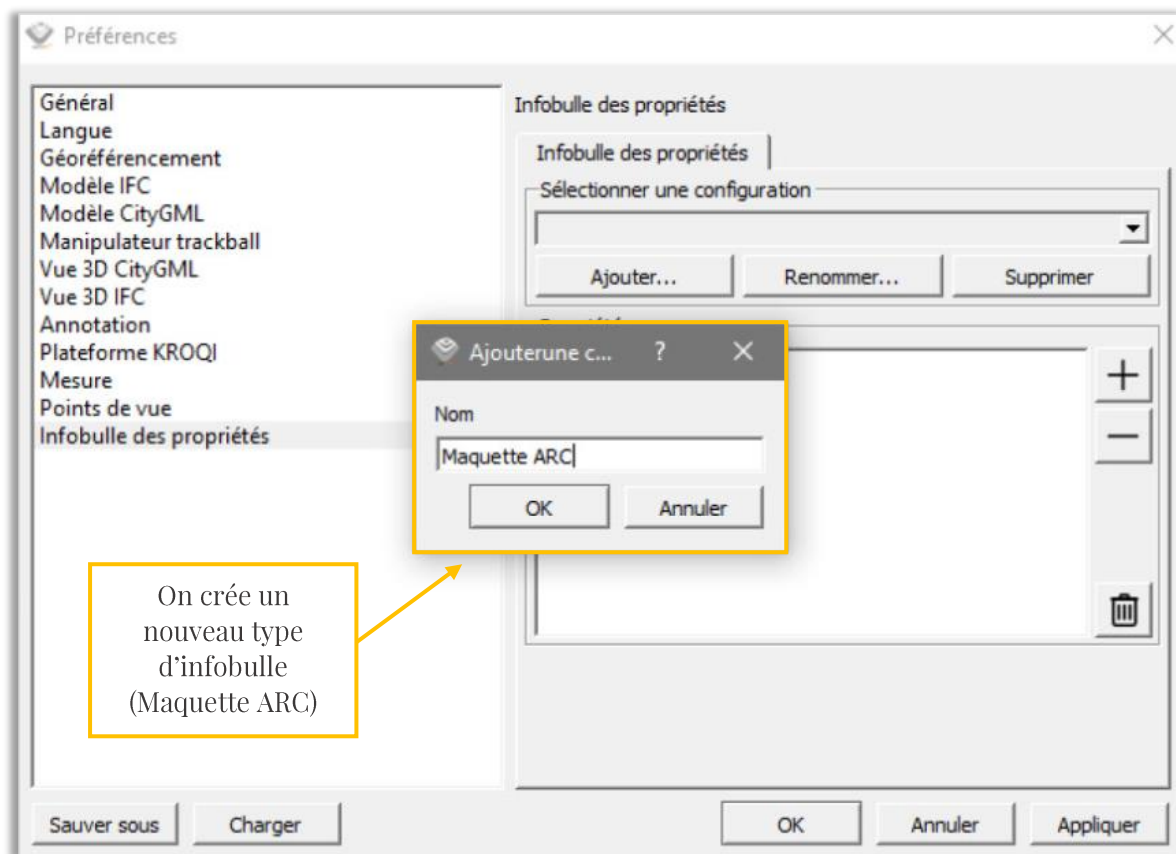 Préférences
Général
Langue
Géoréférencement
Modèle IFC
Modèle CityGML
Manipulateur trackball
Vue 3D CityGML
Vue 3D IFC
Annotation
Plateforme KROQI
Mesure
Points de vue
Infobulle des propriétés
Infobulle des propriétés
Infobulle des propriétés
Sélectionner une configuration
Ajouter... Renommer... Supprimer
Ajouterune c... ?
Nom
Maquette ARC
OK Annuler
On crée un
nouveau type
d’infobulle
(Maquette ARC)
Sauver sous Charger OK Annuler Appliquer